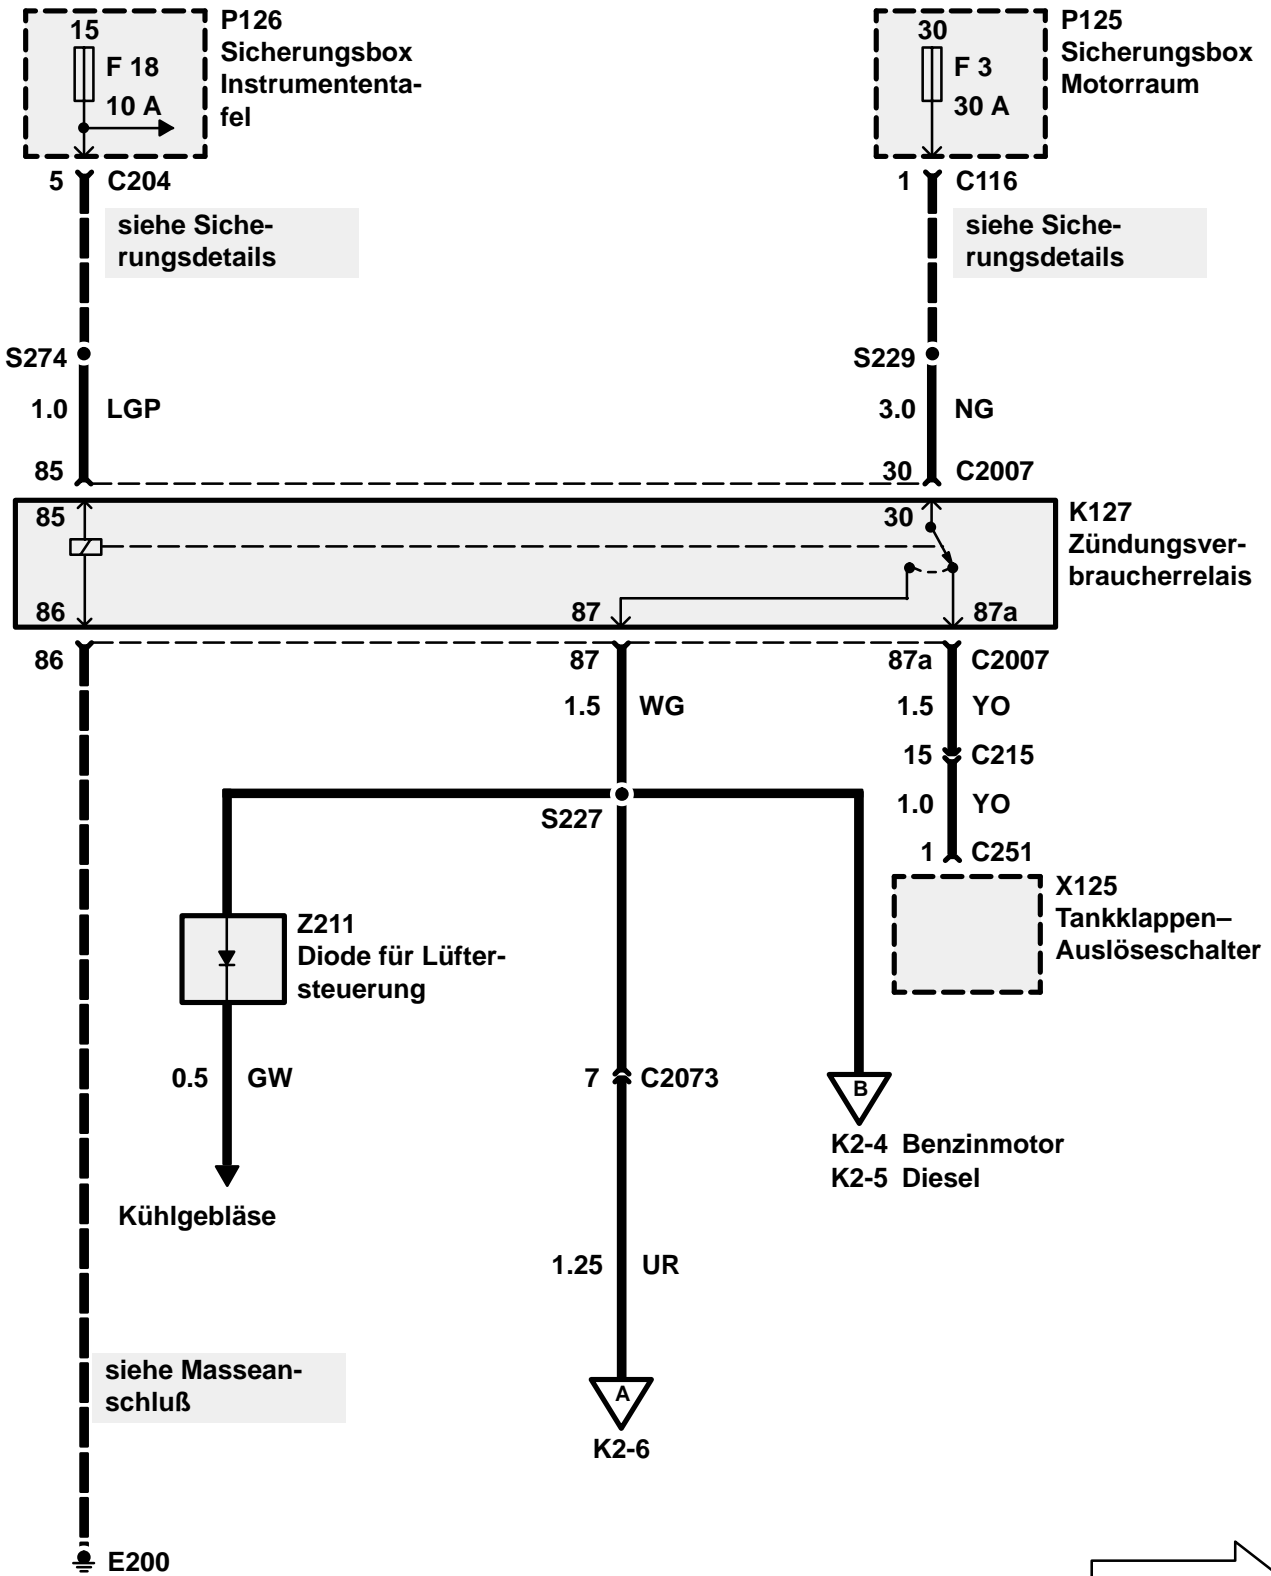 15
F 18
10 A
P126
Sicherungsbox
Instrumententa-
fel
30
F 3
30 A
P125
Sicherungsbox
Motorraum
5 C204
siehe Siche-
rungsdetails
1 C116
siehe Siche-
rungsdetails
S274
S229
1.0 LGP
3.0 NG
85
30 C2007
85
30
86
87
87a
K127
Zündungsver-
braucherrelais
86
87
87a C2007
1.5 WG
1.5 YO
15 C215
1.0 YO
S227
1 C251
X125
Tankklappen–
Auslöseschalter
Z211
Diode für Lüfter-
steuerung
0.5 GW
7 C2073
B
K2-4 Benzinmotor
K2-5 Diesel
Kühlgebläse
1.25 UR
siehe Massean-
schluß
A
K2-6
E200